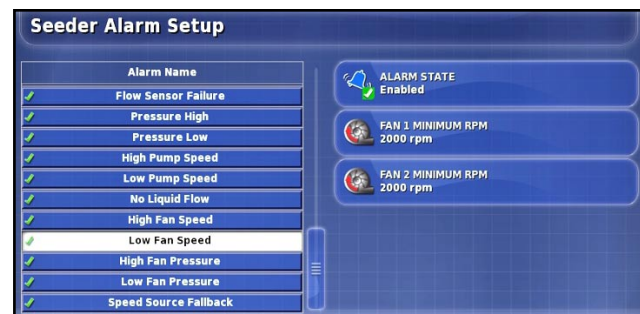 Seeder Alarm Setup
Alarm Name
Flow Sensor Failure
Pressure High
Pressure Low
High Pump Speed
Low Pump Speed
No Liquid Flow
High Fan Speed
Low Fan Speed
High Fan Pressure
Low Fan Pressure
Speed Source Fallback
ALARM STATE
Enabled
FAN 1 MINIMUM RPM
2000 rpm
FAN 2 MINIMUM RPM
2000 rpm